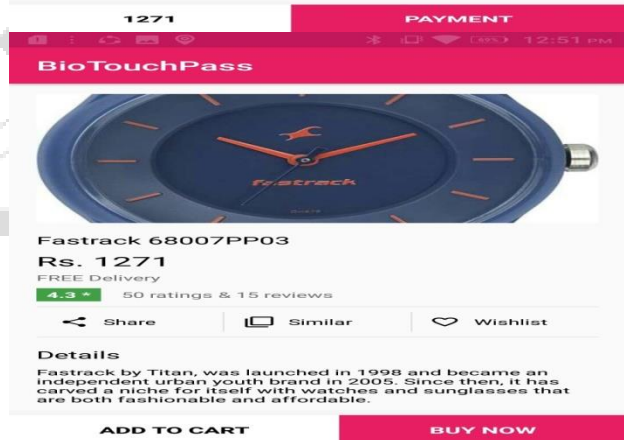 1271 PAYMENT
49% 12:51 PM
BioTouchPass
fastrack
Fastrack 68007PP03
Rs. 1271
FREE Delivery
4.3 * 50 ratings & 15 reviews
Share Similar Wishlist
Details
Fastrack by Titan, was launched in 1998 and became an
independent urban youth brand in 2005. Since then, it has
carved a niche for itself with watches and sunglasses that
are both fashionable and affordable.
ADD TO CART BUY NOW